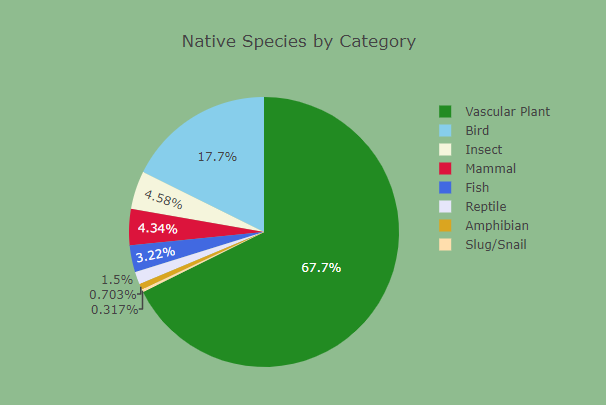 Native Species by Category
Vascular Plant
Bird
Insect
Mammal
Fish
Reptile
Amphibian
Slug/Snail
17.7%
4.58%
4.34%
3.22%
67.7%
1.5%
0.703%
0.317%